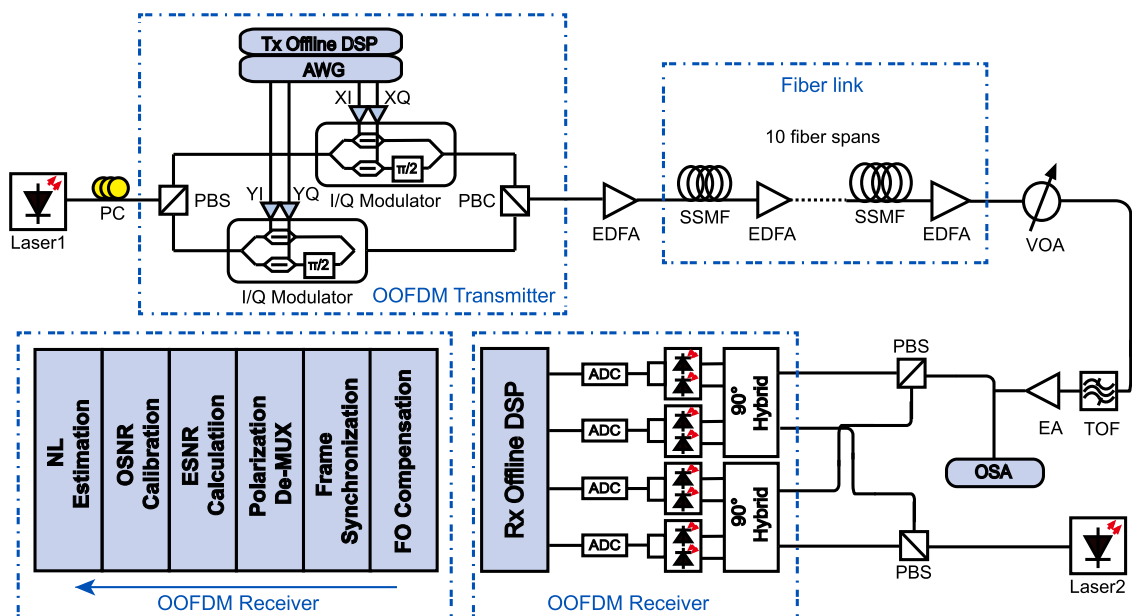 Tx Offline DSP
AWG
XI
XQ
π/2
I/Q Modulator
PBS
PBC
YI
YQ
π/2
I/Q Modulator
OOFDM Transmitter
Laser1
PC
EDFA
Fiber link
10 fiber spans
SSMF
EDFA
SSMF
EDFA
VOA
NL
Estimation
OSNR
Calibration
ESNR
Calculatiion
Polarization
De-MUX
Frame
Synchronization
FO Compensation
OOFDM Receiver
Rx Offline DSP
ADC
ADC
ADC
ADC
90°
Hybrid
90°
Hybrid
OOFDM Receiver
PBS
EA
TOF
OSA
PBS
Laser2